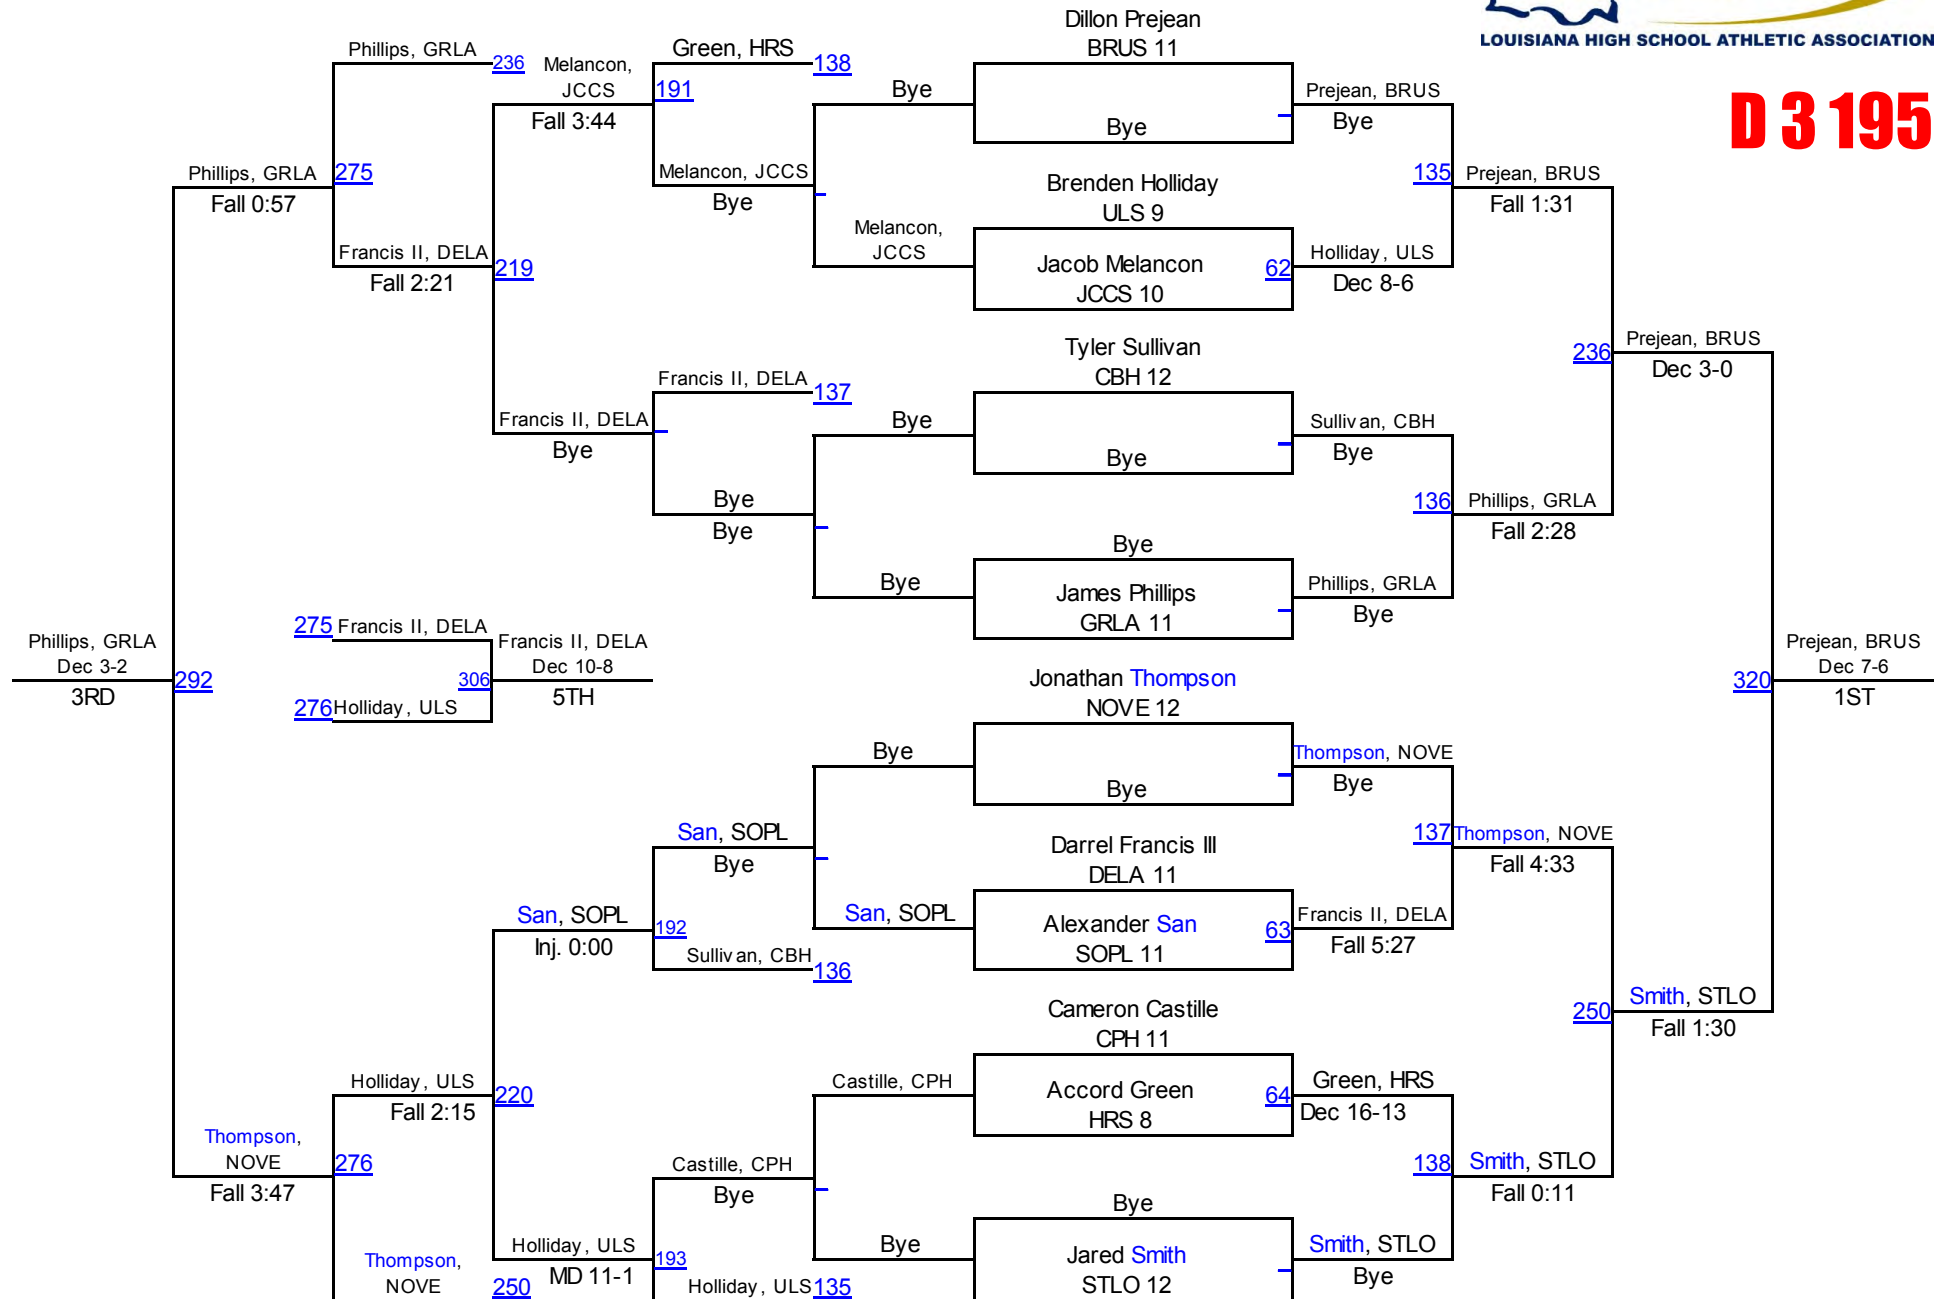 LOUISIANA HIGH SCHOOL ATHLETIC ASSOCIATION
D 3 195
Dillon Prejean
BRUS 11
Phillips, GRLA
236
Melancon,
JCCS
Fall 3:44
Green, HRS
138
191
Bye
Bye
Prejean, BRUS
Bye
Phillips, GRLA
Fall 0:57
275
Melancon, JCCS
Bye
Brenden Holliday
ULS 9
135
Prejean, BRUS
Fall 1:31
Francis II, DELA
Fall 2:21
219
Melancon,
JCCS
Jacob Melancon
JCCS 10
62
Holliday, ULS
Dec 8-6
Tyler Sullivan
CBH 12
236
Prejean, BRUS
Dec 3-0
Francis II, DELA
137
Francis II, DELA
Bye
Bye
Bye
Sullivan, CBH
Bye
Bye
Bye
136
Phillips, GRLA
Fall 2:28
Bye
Bye
James Phillips
GRLA 11
Phillips, GRLA
Bye
Phillips, GRLA
Dec 3-2
3RD
292
275
Francis II, DELA
276
Holliday, ULS
306
Francis II, DELA
Dec 10-8
5TH
Jonathan Thompson
NOVE 12
320
Prejean, BRUS
Dec 7-6
1ST
Bye
Bye
Thompson, NOVE
Bye
San, SOPL
Bye
Darrel Francis III
DELA 11
137
Thompson, NOVE
Fall 4:33
San, SOPL
Inj. 0:00
192
San, SOPL
Alexander San
SOPL 11
63
Francis II, DELA
Fall 5:27
Sullivan, CBH
136
Cameron Castille
CPH 11
250
Smith, STLO
Fall 1:30
Holliday, ULS
Fall 2:15
220
Castille, CPH
Accord Green
HRS 8
64
Green, HRS
Dec 16-13
Thompson,
NOVE
Fall 3:47
276
Castille, CPH
Bye
138
Smith, STLO
Fall 0:11
Bye
Holliday, ULS
MD 11-1
193
Bye
Jared Smith
STLO 12
Smith, STLO
Bye
Thompson,
NOVE
250
Holliday, ULS
135